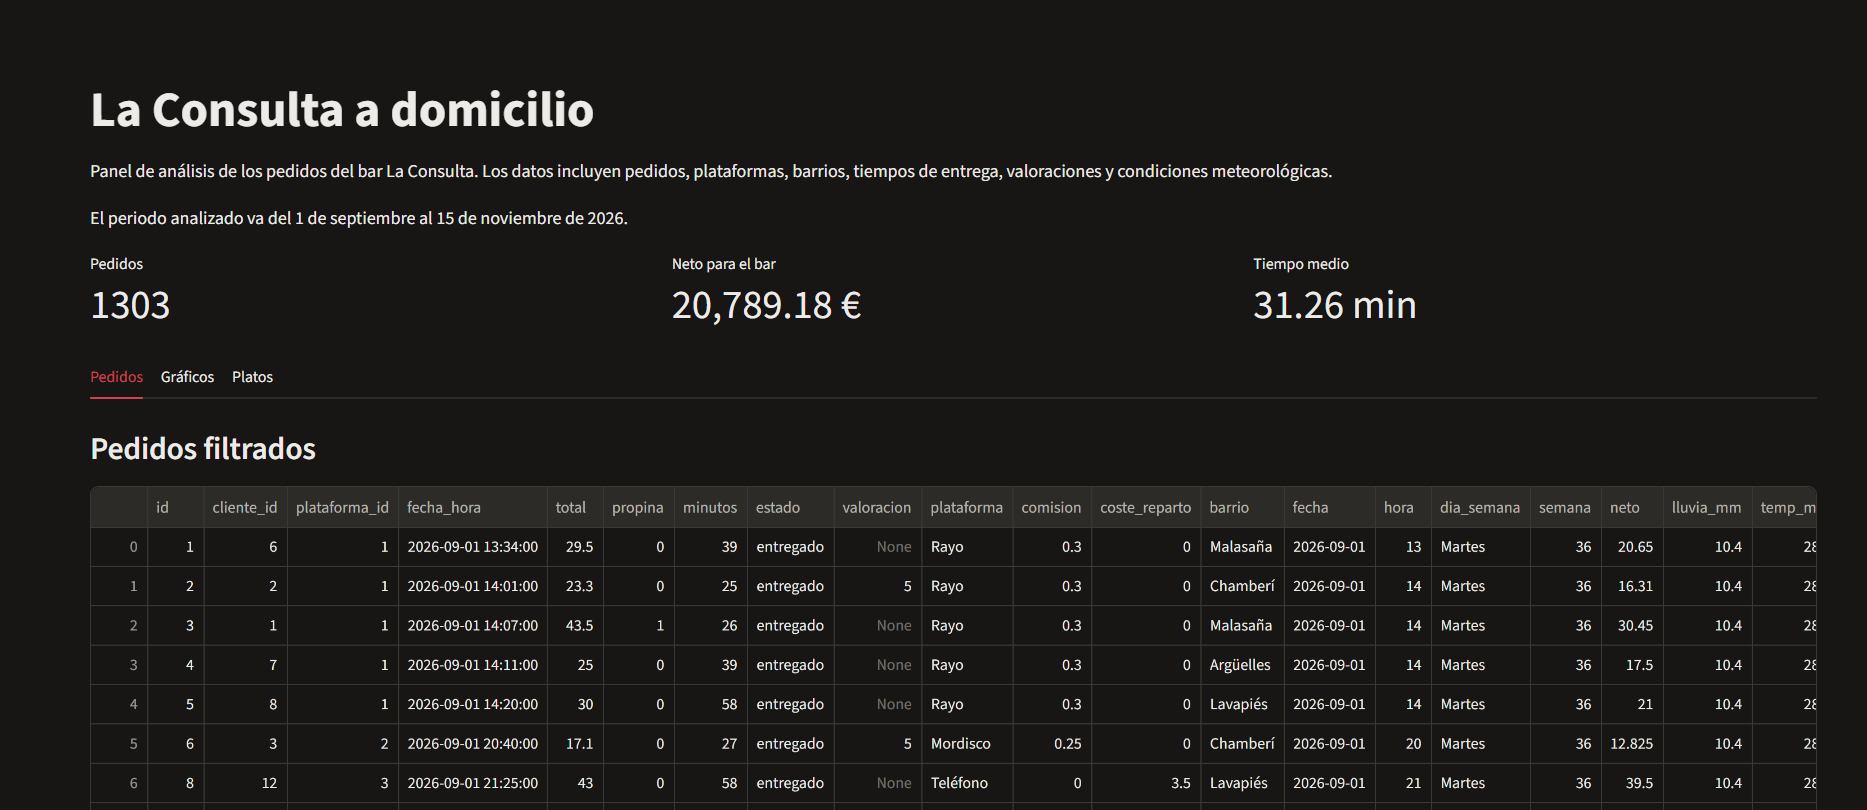 La Consulta a domicilio
Panel de análisis de los pedidos del bar La Consulta. Los datos incluyen pedidos, plataformas, barrios, tiempos de entrega, valoraciones y condiciones meteorológicas.
El periodo analizado va del 1 de septiembre al 15 de noviembre de 2026.
Pedidos Neto para el bar Tiempo medio
1303 20,789.18 € 31.26 min
Pedidos Gráficos Platos
Pedidos filtrados
id cliente_id plataforma_id fecha_hora total propina minutos estado valoracion plataforma comision coste_reparto barrio fecha hora dia_semana semana neto lluvia_mm temp_m
0 1 6 1 2026-09-01 13:34:00 29.5 0 39 entregado None Rayo 0.3 0 Malasaña 2026-09-01 13 Martes 36 20.65 10.4 28
1 2 2 1 2026-09-01 14:01:00 23.3 0 25 entregado 5 Rayo 0.3 0 Chamberí 2026-09-01 14 Martes 36 16.31 10.4 28
2 3 1 1 2026-09-01 14:07:00 43.5 1 26 entregado None Rayo 0.3 0 Malasaña 2026-09-01 14 Martes 36 30.45 10.4 28
3 4 7 1 2026-09-01 14:11:00 25 0 39 entregado None Rayo 0.3 0 Argüelles 2026-09-01 14 Martes 36 17.5 10.4 28
4 5 8 1 2026-09-01 14:20:00 30 0 58 entregado None Rayo 0.3 0 Lavapiés 2026-09-01 14 Martes 36 21 10.4 28
5 6 3 2 2026-09-01 20:40:00 17.1 0 27 entregado 5 Mordisco 0.25 0 Chamberí 2026-09-01 20 Martes 36 12.825 10.4 28
6 8 12 3 2026-09-01 21:25:00 43 0 58 entregado None Teléfono 0 3.5 Lavapiés 2026-09-01 21 Martes 36 39.5 10.4 28